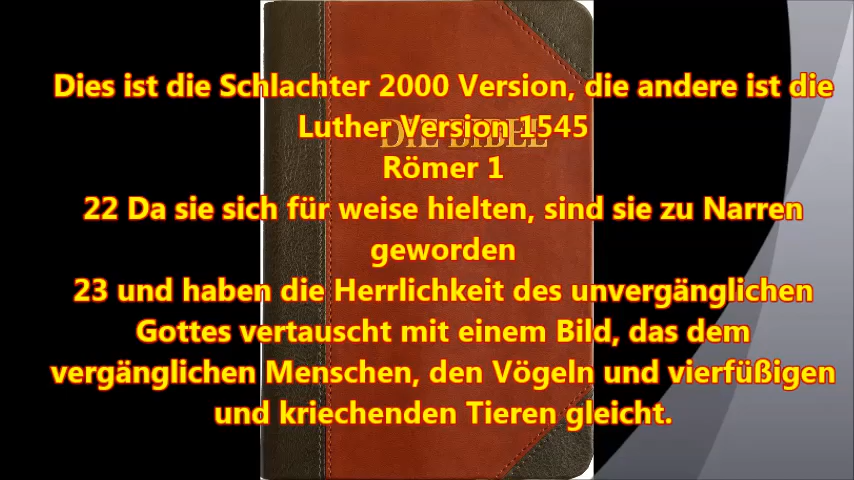 Dies ist die Schlachter 2000 Version, die andere ist die
Luther Version 1545
DIE BIBEL
Römer 1
22 Da sie sich für weise hielten, sind sie zu Narren
geworden
23 und haben die Herrlichkeit des unvergänglichen
Gottes vertauscht mit einem Bild, das dem
vergänglichen Menschen, den Vögeln und vierfüßigen
und kriechenden Tieren gleicht.